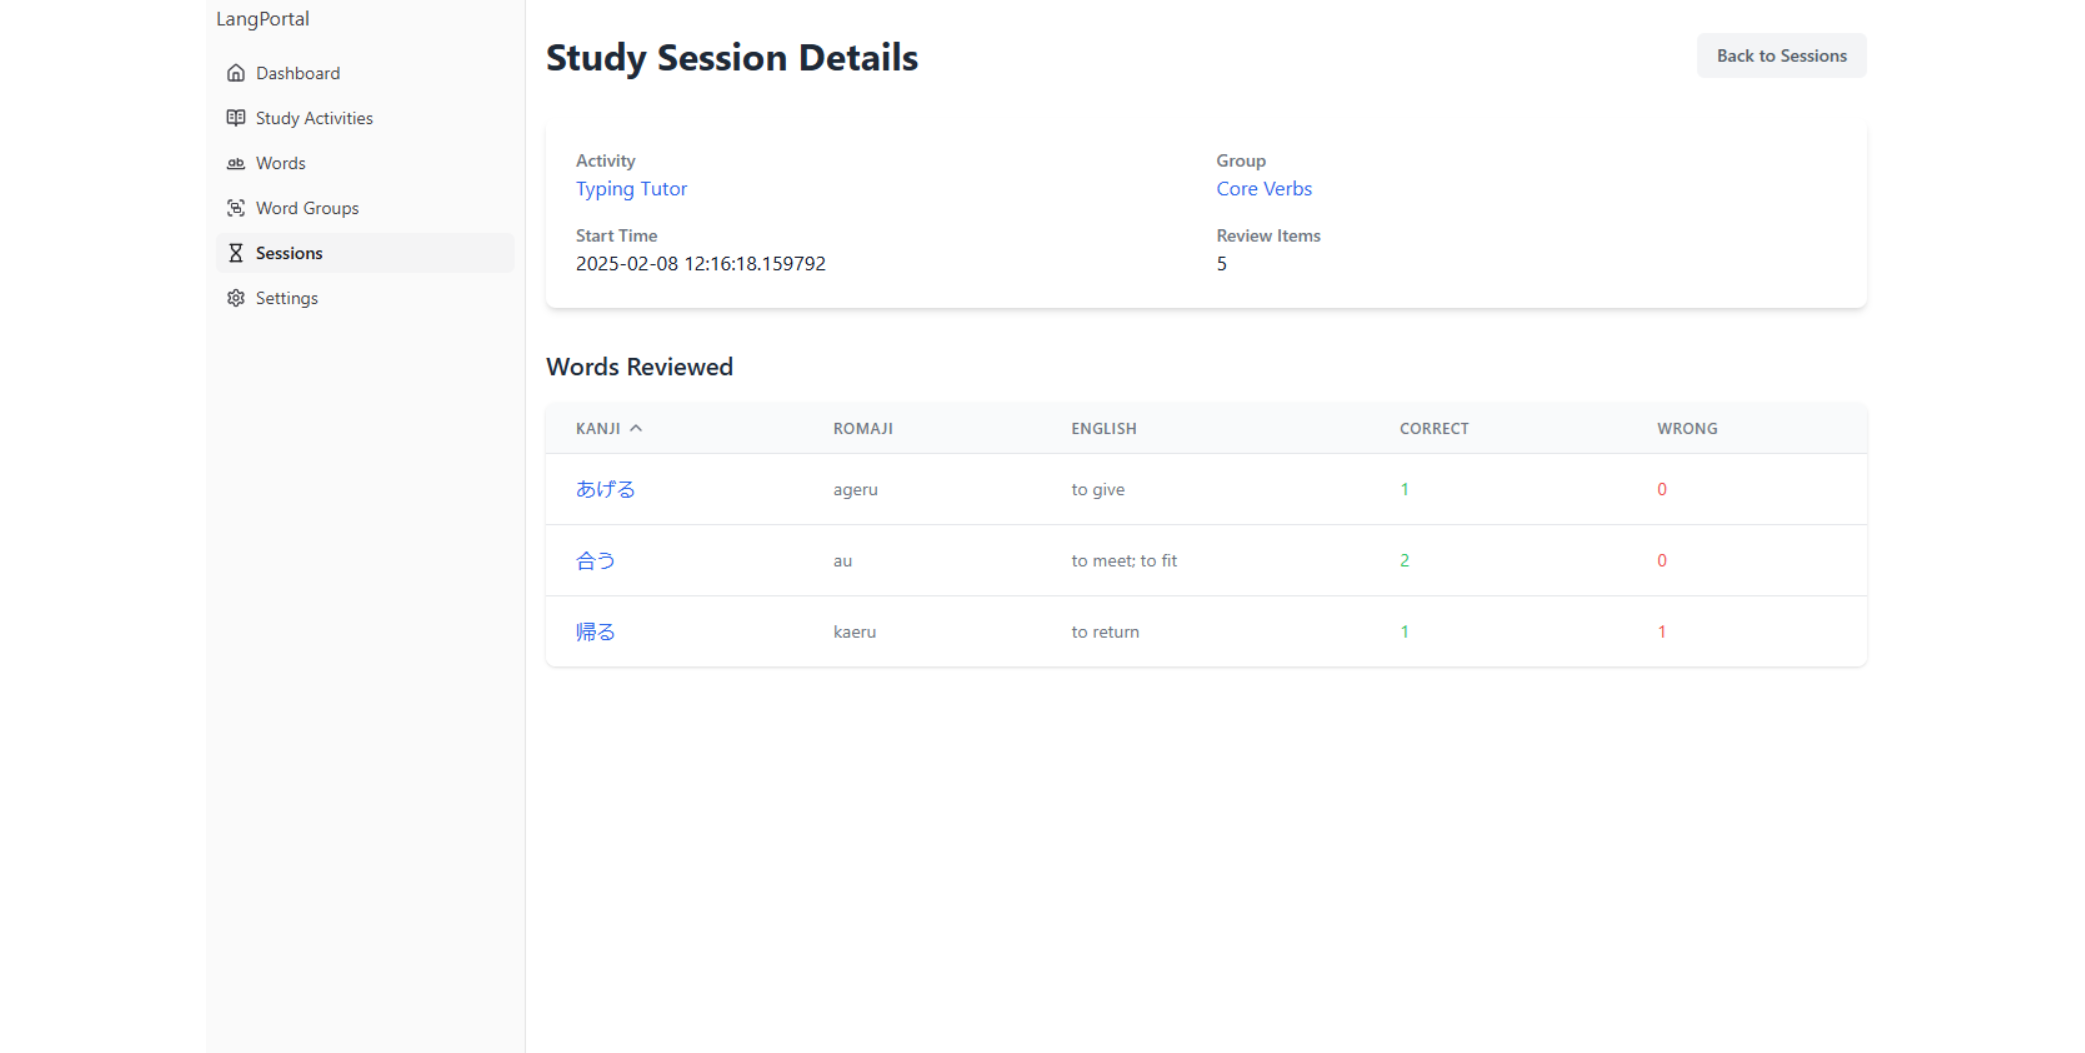 LangPortal
Dashboard
Study Activities
Words
Word Groups
Sessions
Settings
Study Session Details
Back to Sessions
Activity
Typing Tutor
Group
Core Verbs
Start Time
2025-02-08 12:16:18.159792
Review Items
5
Words Reviewed
KANJI ROMAJI ENGLISH CORRECT WRONG
あげる ageru to give 1 0
合う au to meet; to fit 2 0
帰る kaeru to return 1 1